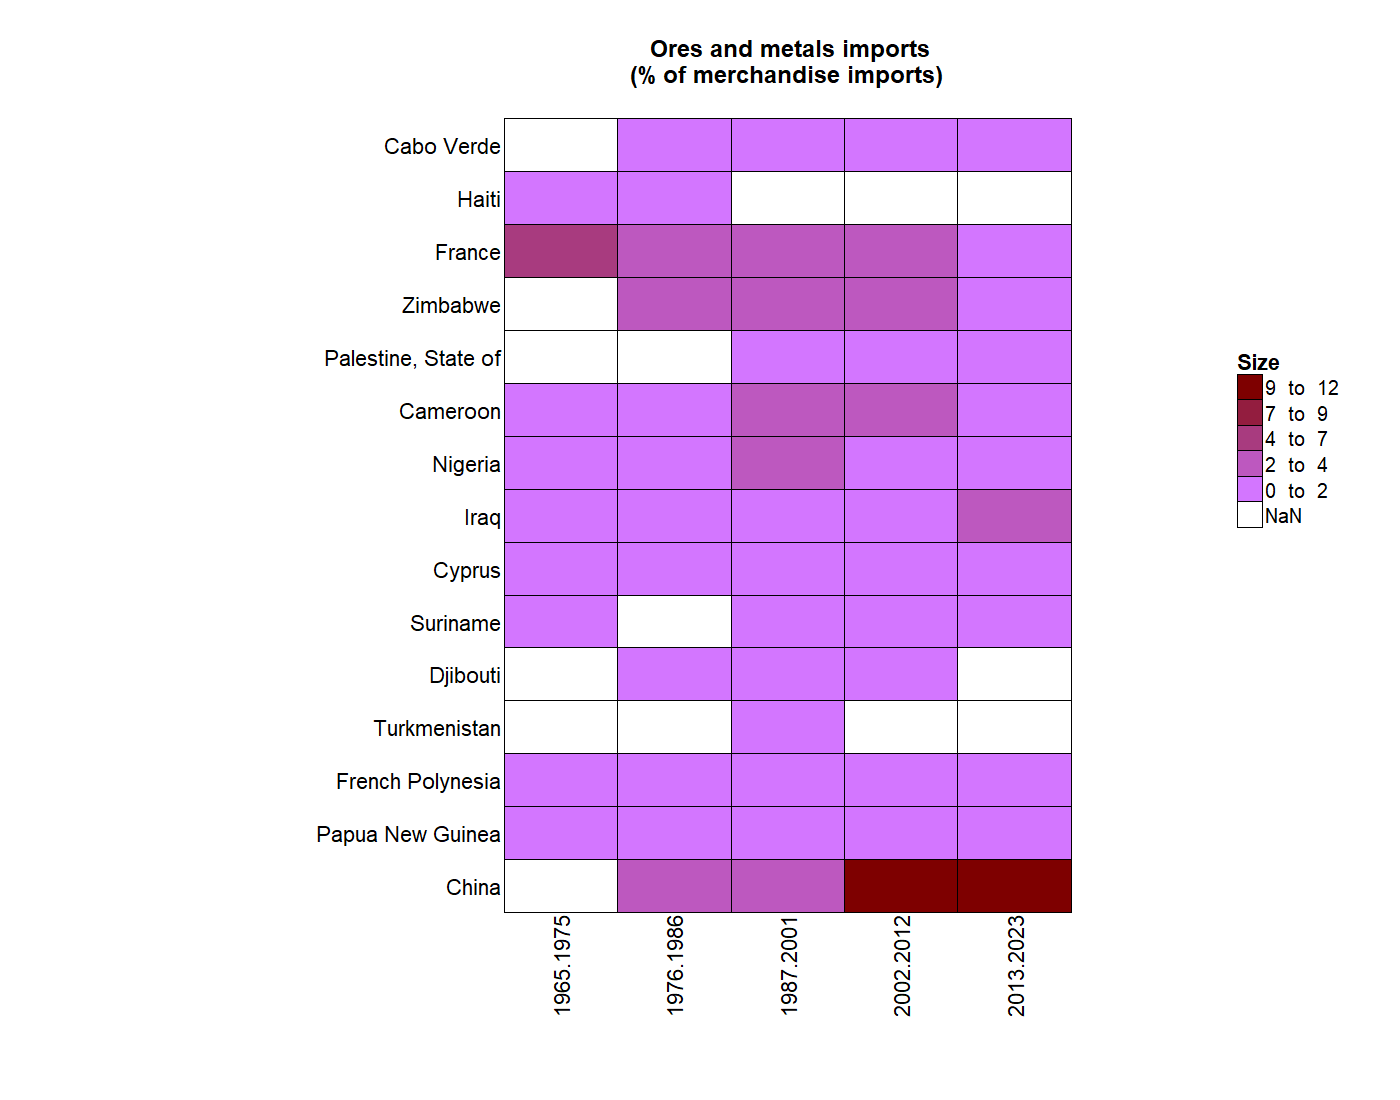 Ores and metals imports
(% of merchandise imports)
Cabo Verde
Haiti
France
Zimbabwe
Palestine, State of
Cameroon
Nigeria
Iraq
Cyprus
Suriname
Djibouti
Turkmenistan
French Polynesia
Papua New Guinea
China
1965.1975
1976.1986
1987.2001
2002.2012
2013.2023
Size
9 to 12
7 to 9
4 to 7
2 to 4
0 to 2
NaN